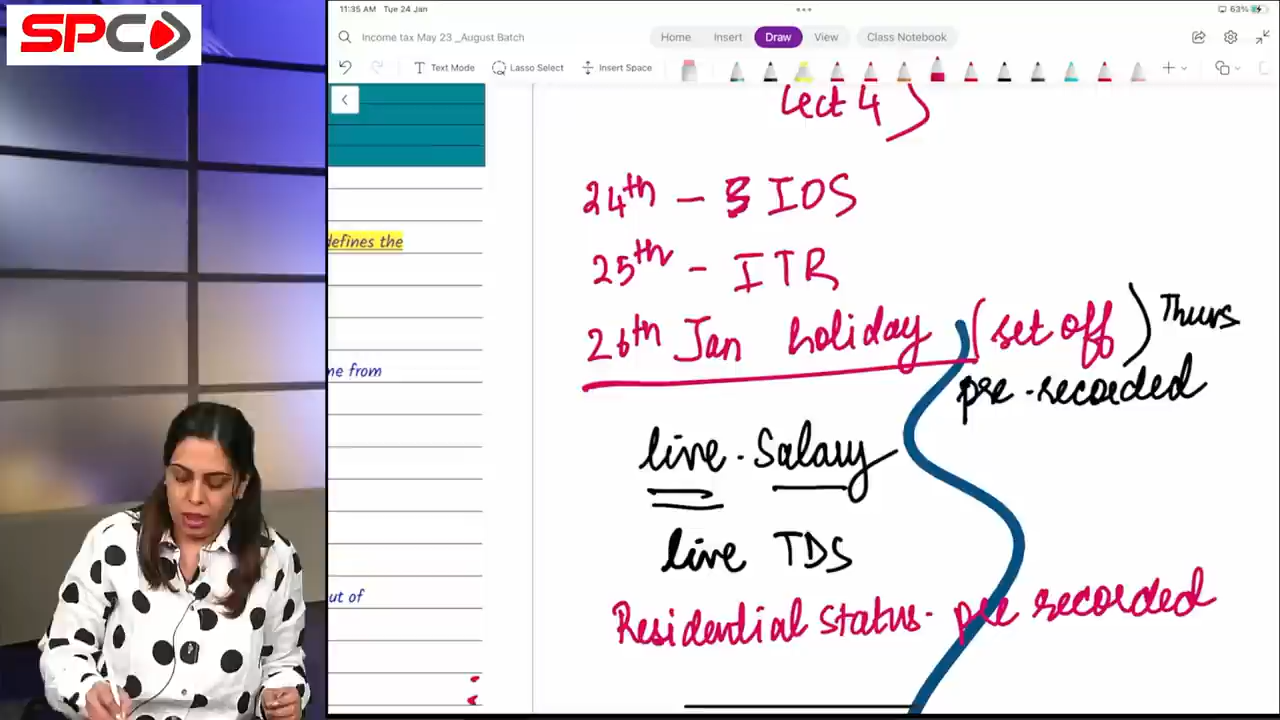 SPC
11:35 AM Tue 24 Jan
63%
Income tax May 23 _August Batch
Home Insert Draw View Class Notebook
Text Mode Lasso Select Insert Space
Lect 4)
24th - 5 IOS
defines the
25th - ITR
26th Jan holiday (set off) Thurs
pre-recorded
me from
live - Salary
live TDS
ut of
Residential Status - pre recorded